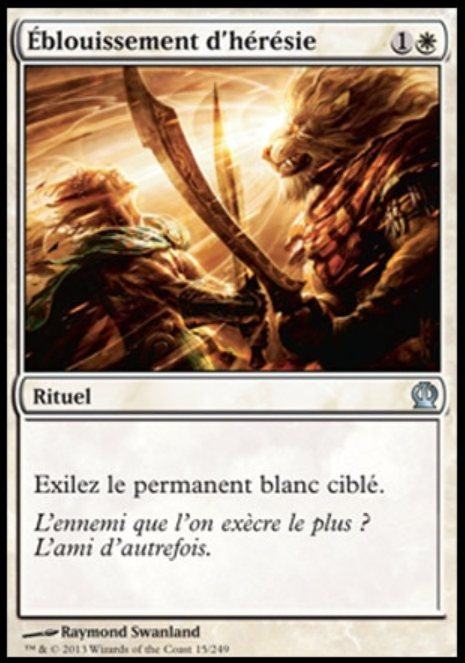 Éblouissement d'hérésie 1
Rituel
Exilez le permanent blanc ciblé.
L'ennemi que l'on exècre le plus ?
L'ami d'autrefois.
Raymond Swanland
™ & © 2013 Wizards of the Coast 15/249